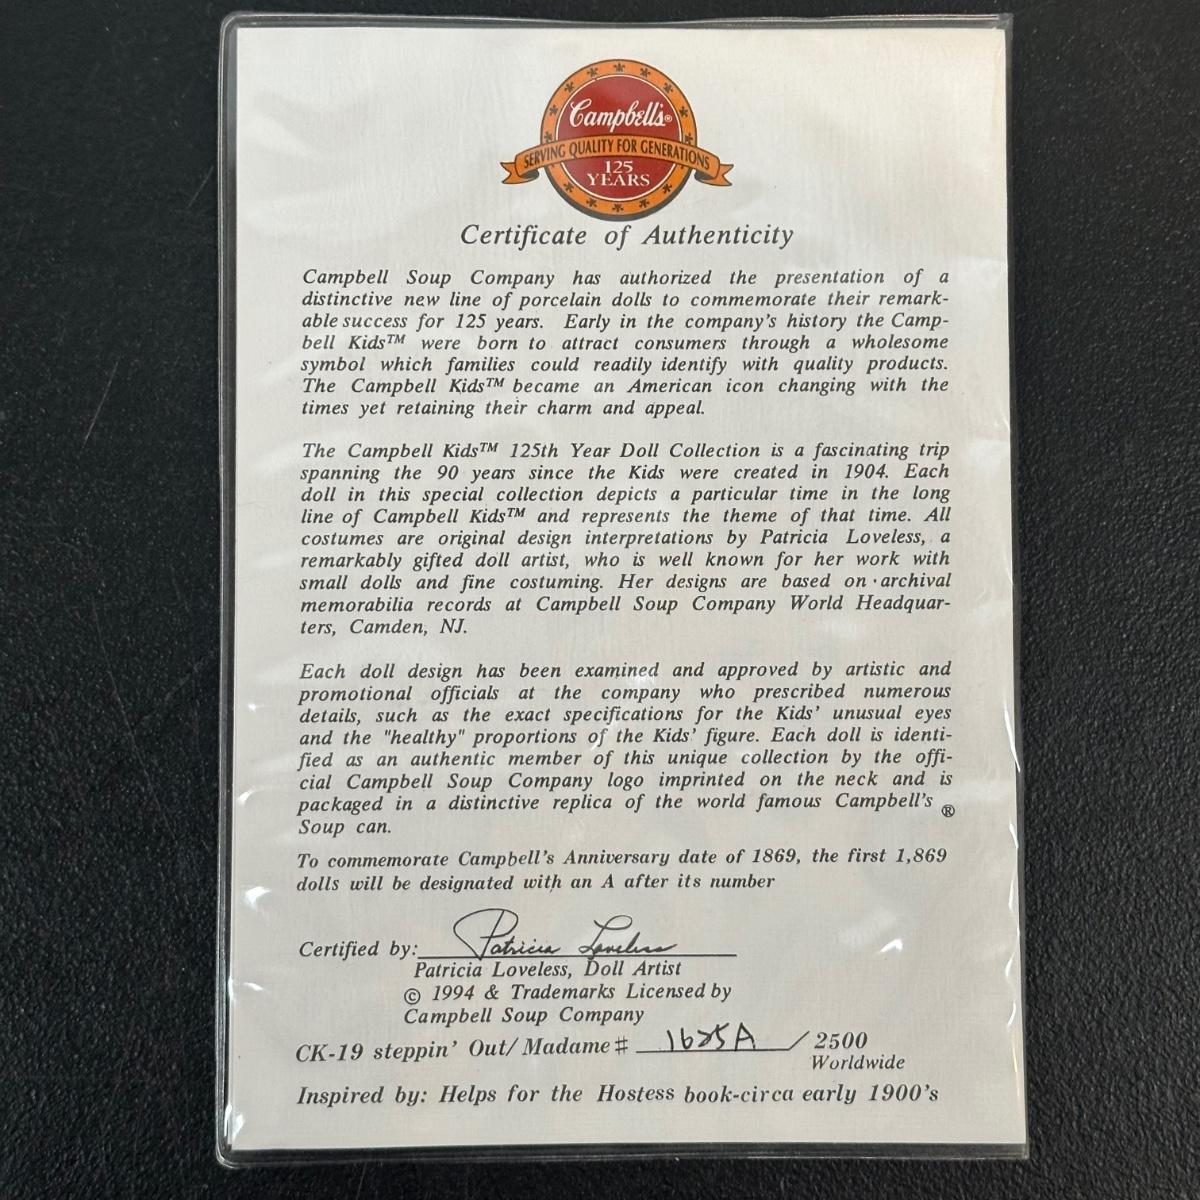 Campbell's®
SERVING QUALITY FOR GENERATIONS
125
YEARS
Certificate of Authenticity
Campbell Soup Company has authorized the presentation of a
distinctive new line of porcelain dolls to commemorate their remark-
able success for 125 years. Early in the company's history the Camp-
bell Kids™ were born to attract consumers through a wholesome
symbol which families could readily identify with quality products.
The Campbell Kids™ became an American icon changing with the
times yet retaining their charm and appeal.
The Campbell Kids™ 125th Year Doll Collection is a fascinating trip
spanning the 90 years since the Kids were created in 1904. Each
doll in this special collection depicts a particular time in the long
line of Campbell Kids™ and represents the theme of that time. All
costumes are original design interpretations by Patricia Loveless, a
remarkably gifted doll artist, who is well known for her work with
small dolls and fine costuming. Her designs are based on archival
memorabilia records at Campbell Soup Company World Headquar-
ters, Camden, NJ.
Each doll design has been examined and approved by artistic and
promotional officials at the company who prescribed numerous
details, such as the exact specifications for the Kids' unusual eyes
and the "healthy" proportions of the Kids' figure. Each doll is identi-
fied as an authentic member of this unique collection by the offi-
cial Campbell Soup Company logo imprinted on the neck and is
packaged in a distinctive replica of the world famous Campbell's ®
Soup can.
To commemorate Campbell's Anniversary date of 1869, the first 1,869
dolls will be designated with an A after its number
Certified by: Patricia Loveless
Patricia Loveless, Doll Artist
© 1994 & Trademarks Licensed by
Campbell Soup Company
CK-19 steppin' Out/ Madame # 1625A / 2500
Worldwide
Inspired by: Helps for the Hostess book-circa early 1900's